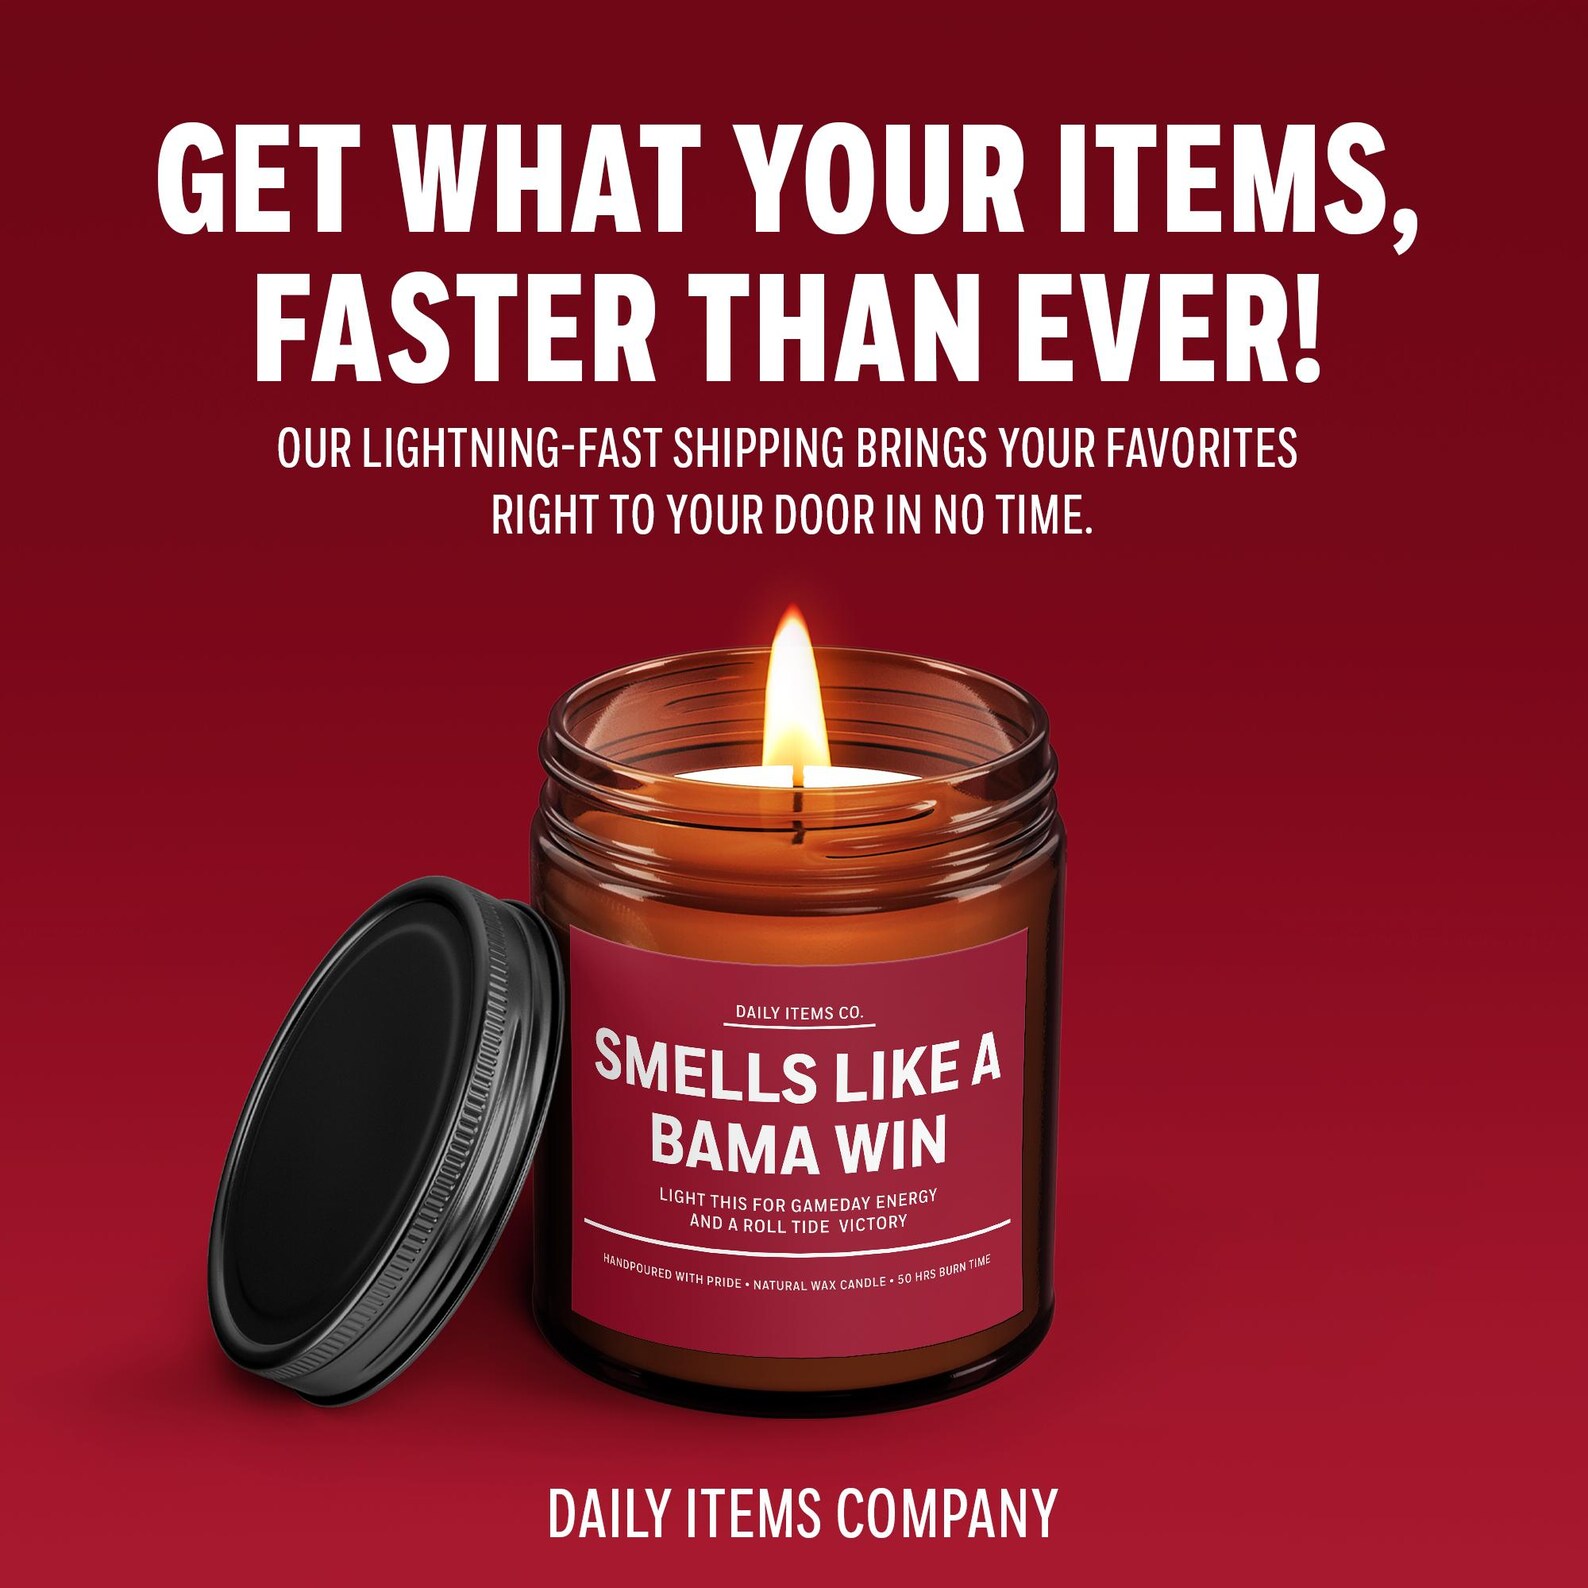 GET WHAT YOUR ITEMS,
FASTER THAN EVER!
OUR LIGHTNING-FAST SHIPPING BRINGS YOUR FAVORITES
RIGHT TO YOUR DOOR IN NO TIME.
DAILY ITEMS CO.
SMELLS LIKE A
BAMA WIN
LIGHT THIS FOR GAMEDAY ENERGY
AND A ROLL TIDE VICTORY
HANDPOURED WITH PRIDE • NATURAL WAX CANDLE • 50 HRS BURN TIME
DAILY ITEMS COMPANY